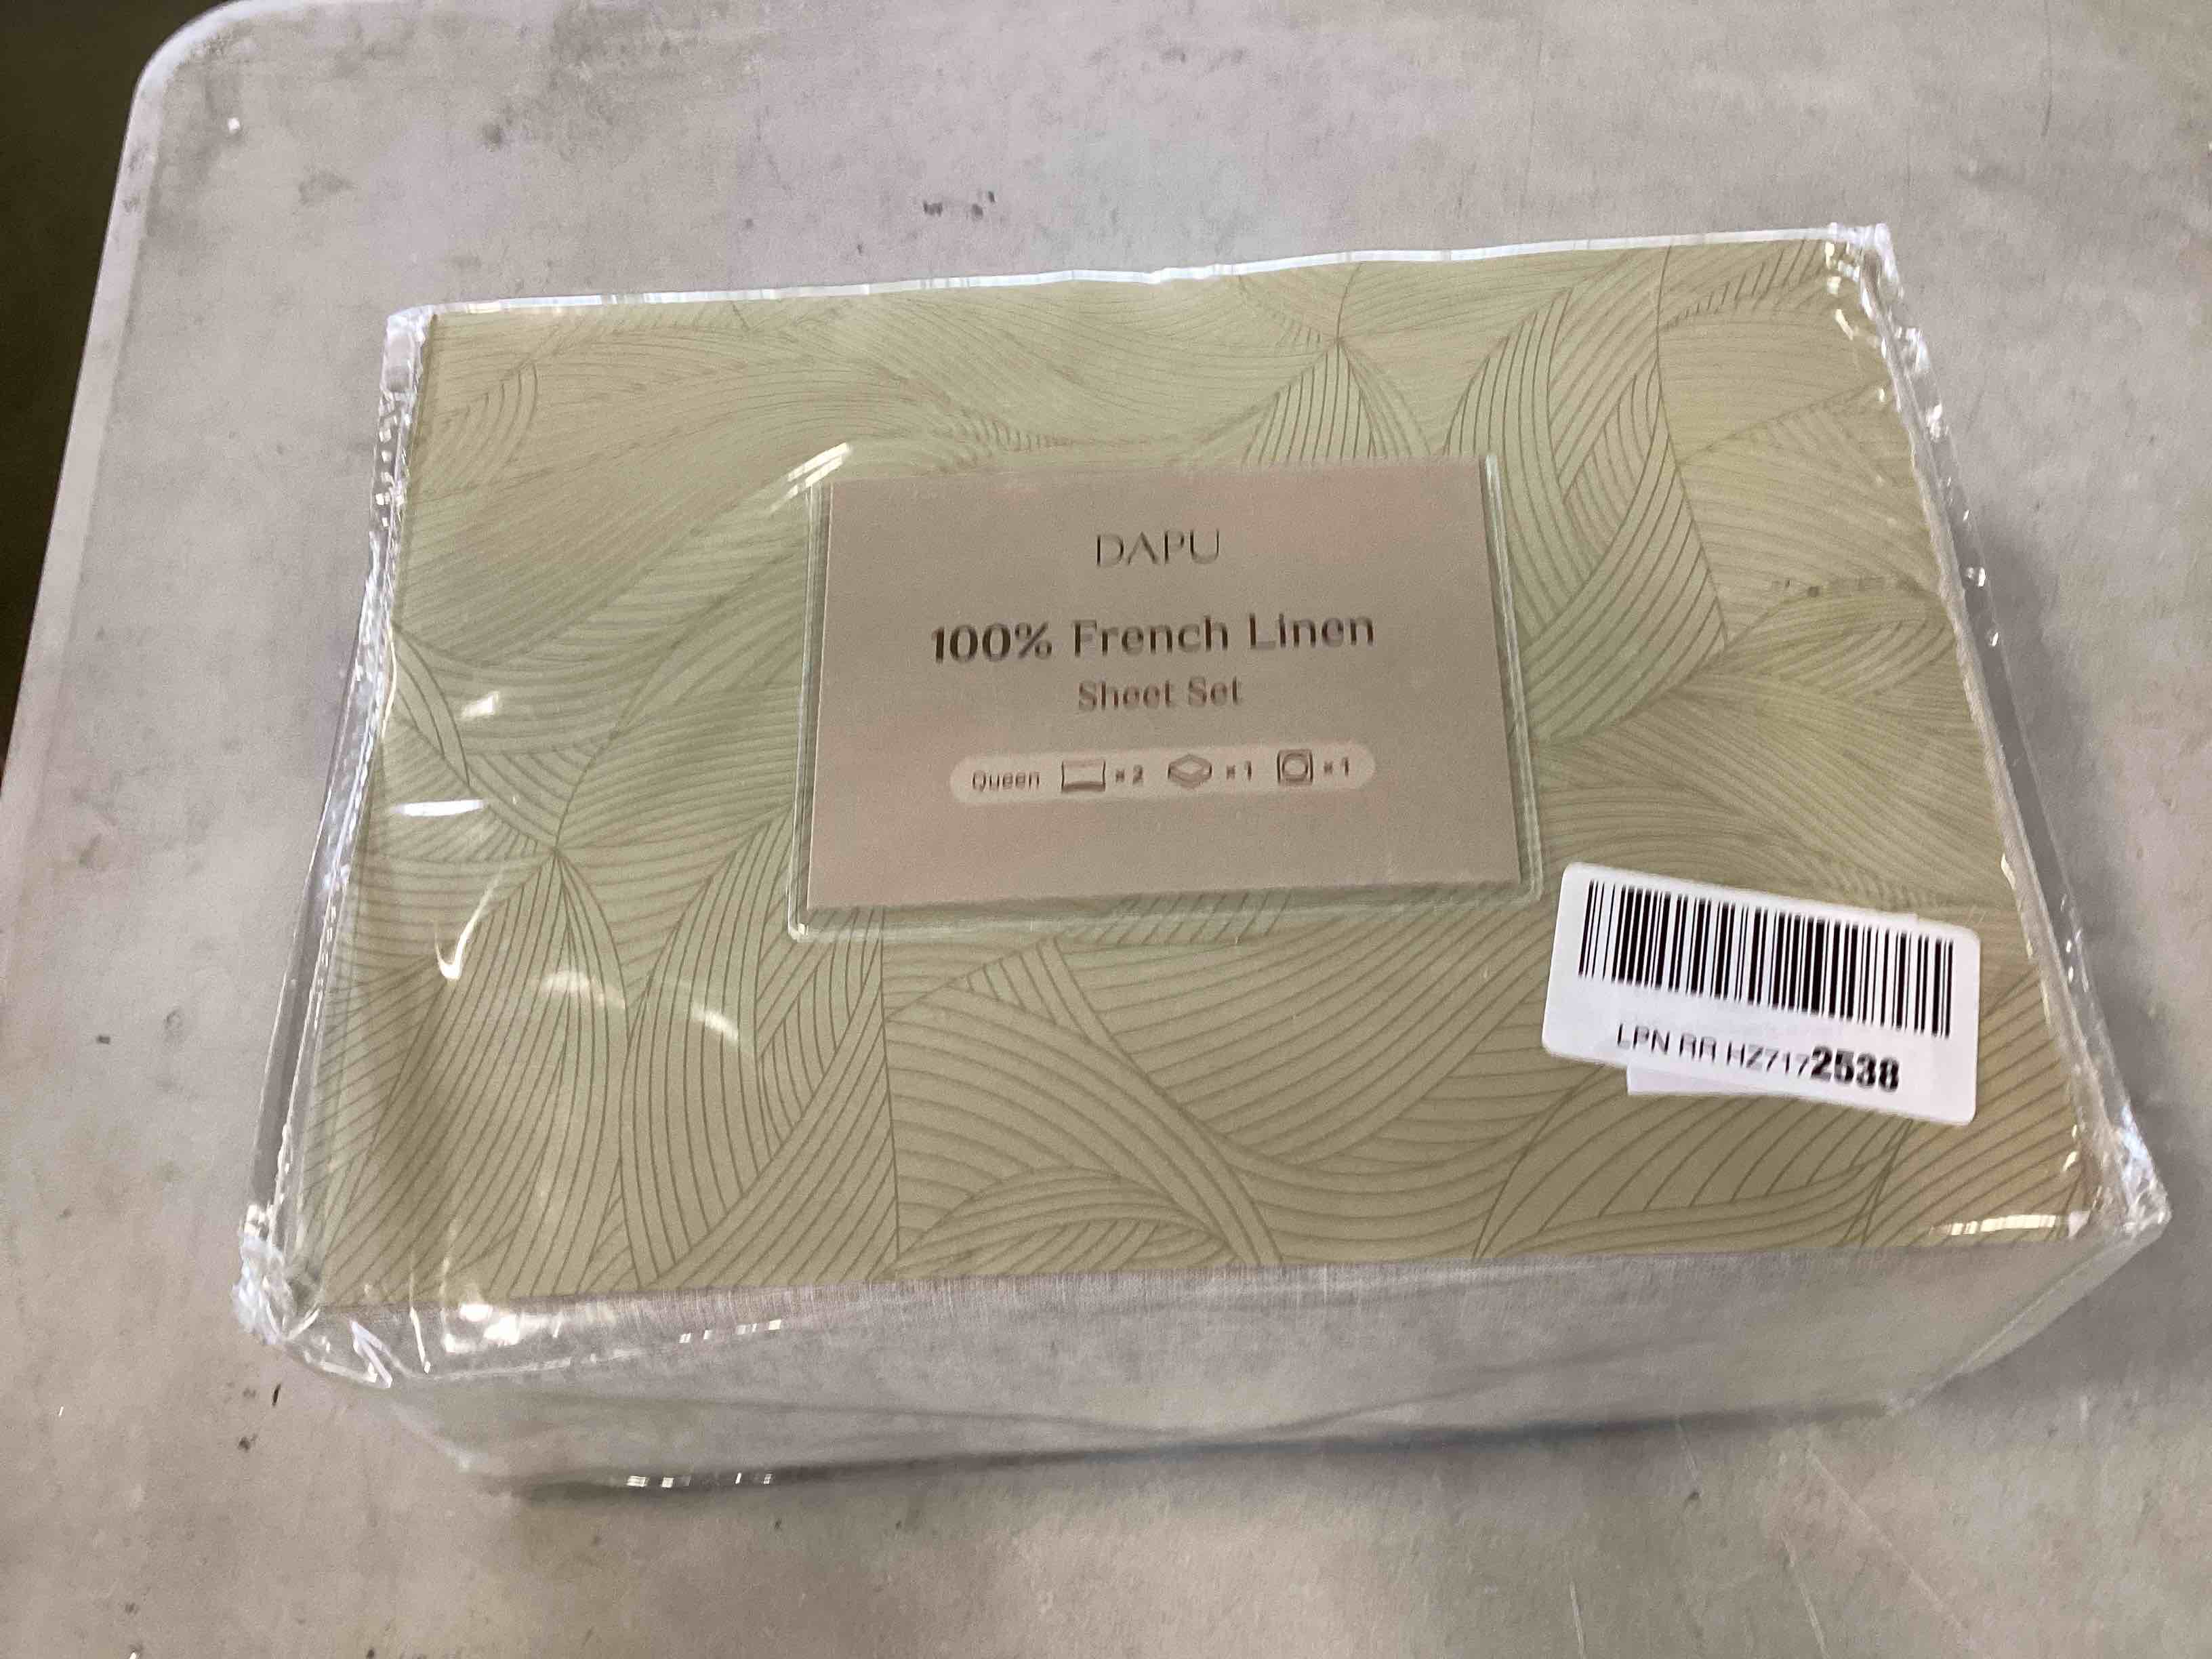 DAPU
100% French Linen
Sheet Set
Queen ×2 ×1 ×1
LPN RR HZ7172538